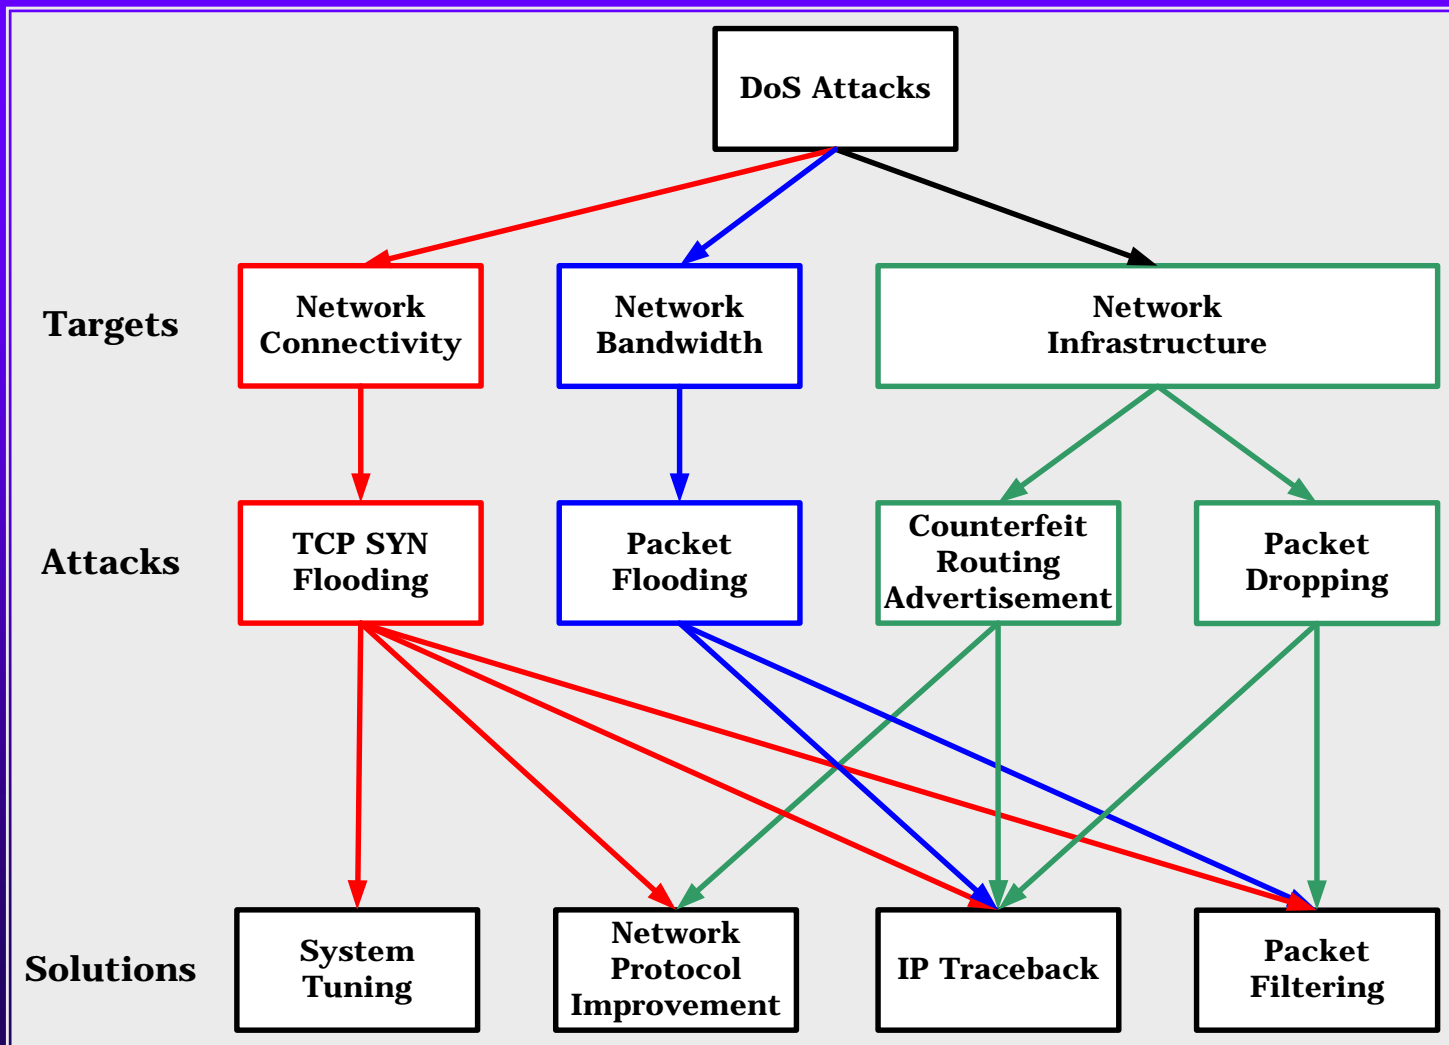 DoS Attacks
Targets
Network
Connectivity
Network
Bandwidth
Network
Infrastructure
Attacks
TCP SYN
Flooding
Packet
Flooding
Counterfeit
Routing
Advertisement
Packet
Dropping
Solutions
System
Tuning
Network
Protocol
Improvement
IP Traceback
Packet
Filtering